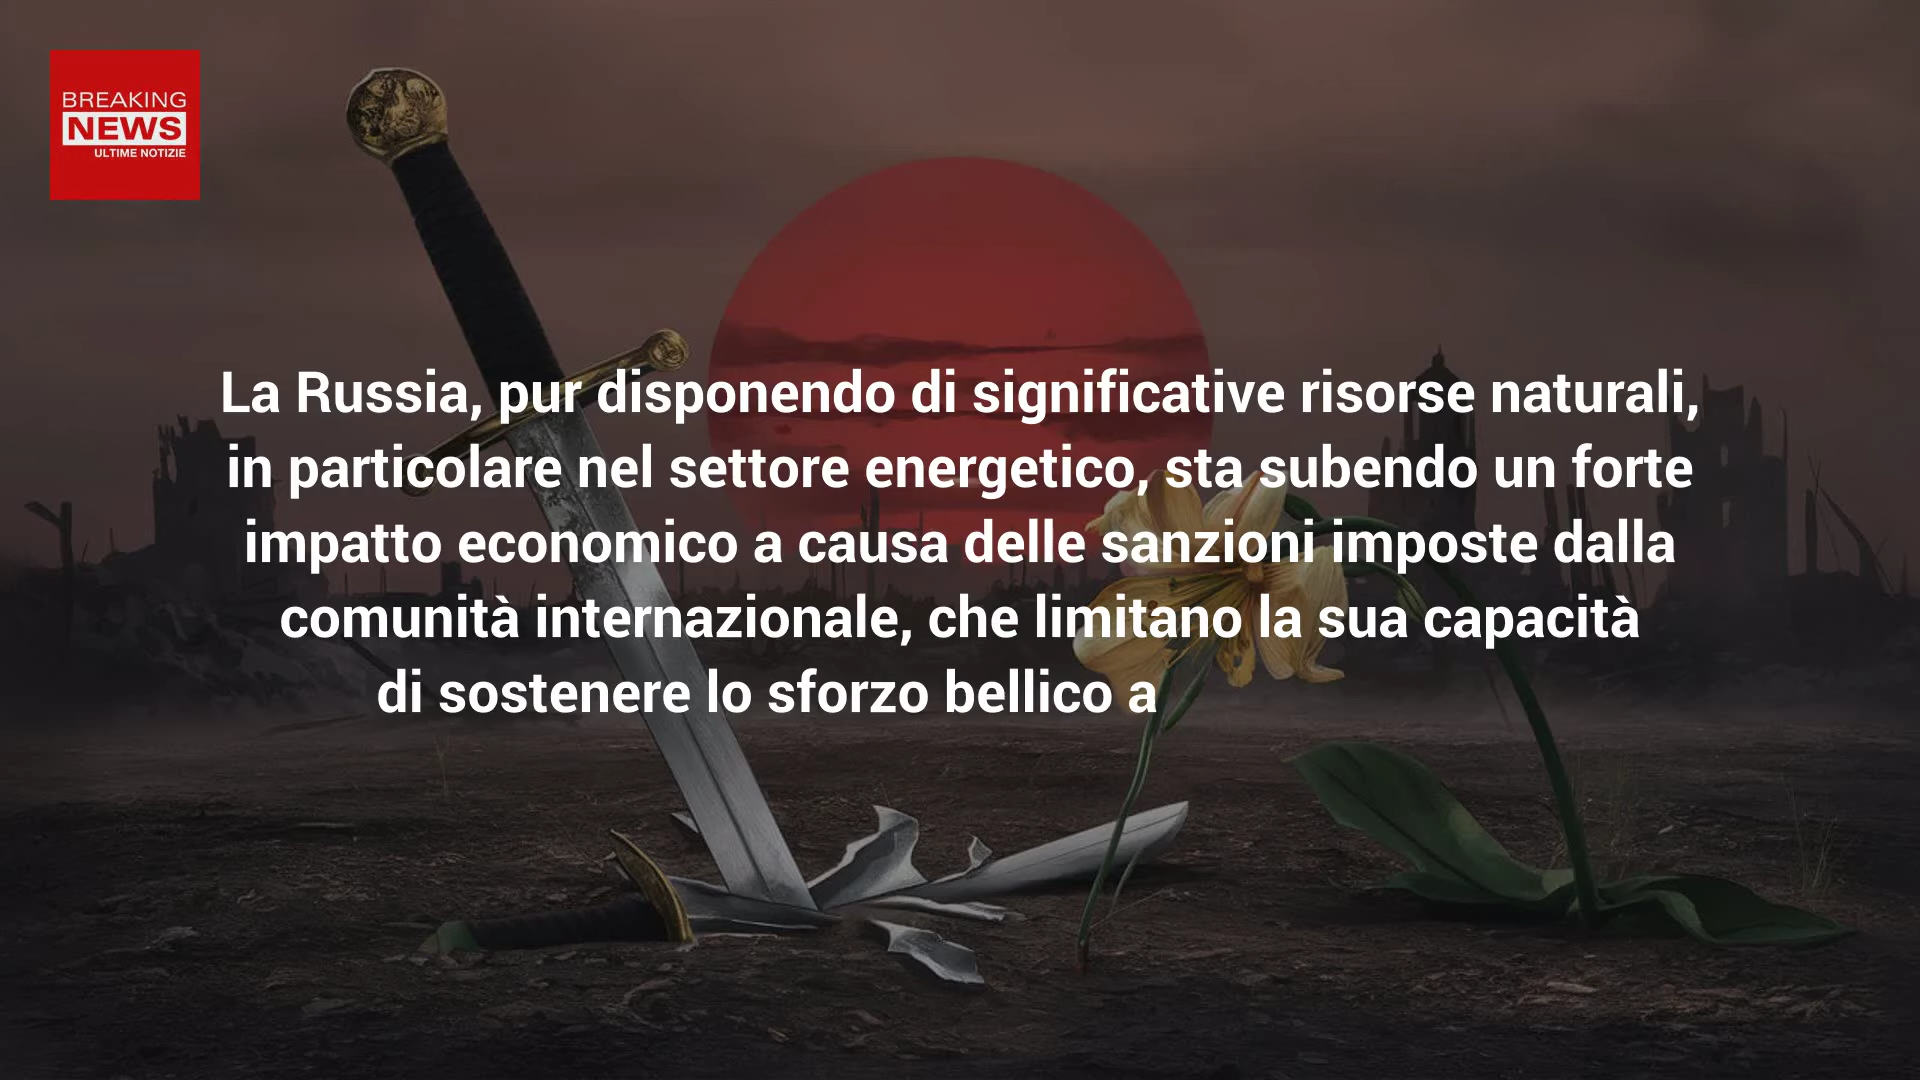 BREAKING
NEWS
ULTIME NOTIZIE
La Russia, pur disponendo di significative risorse naturali,
in particolare nel settore energetico, sta subendo un forte
impatto economico a causa delle sanzioni imposte dalla
comunità internazionale, che limitano la sua capacità
di sostenere lo sforzo bellico a